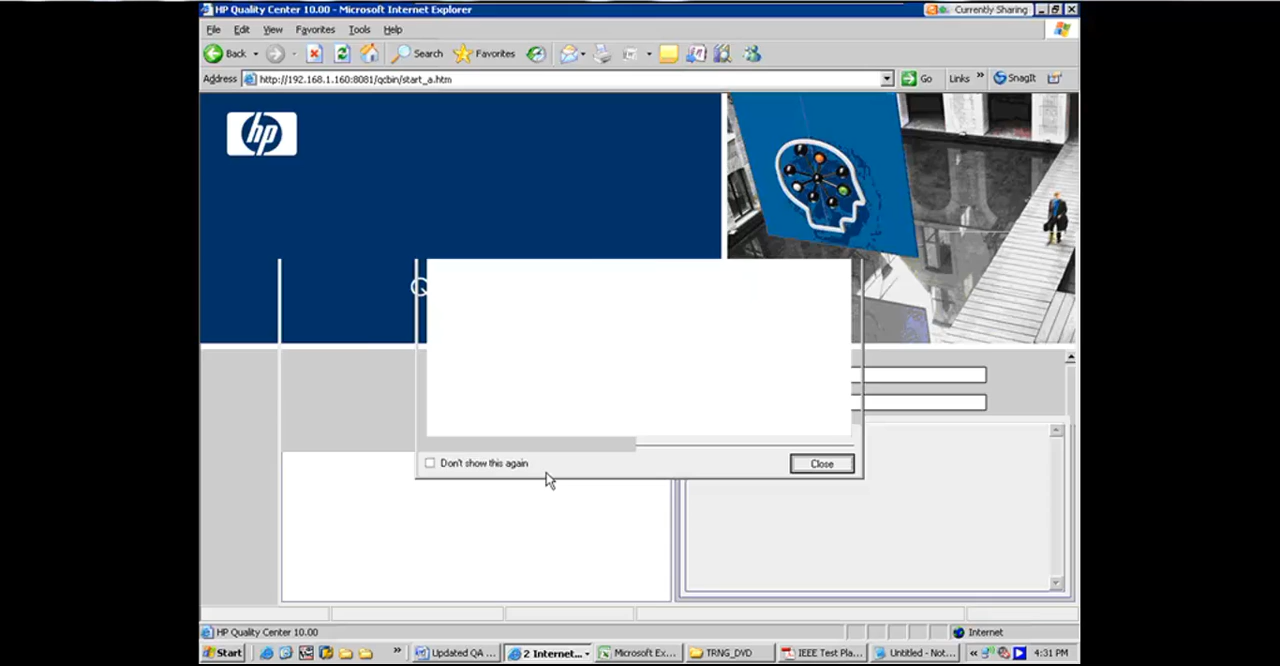 HP Quality Center 10.00 - Microsoft Internet Explorer
Currently Sharing
File Edit View Favorites Tools Help
Back Search Favorites
Address http://192.168.1.160:8081/qcbin/start_a.htm Go Links » SnagIt
hp
Q
Don't show this again Close
HP Quality Center 10.00 Internet
Start » Updated QA ... 2 Internet... Microsoft Ex... TRNG_DVD IEEE Test Pla... Untitled - Not... « 4:31 PM